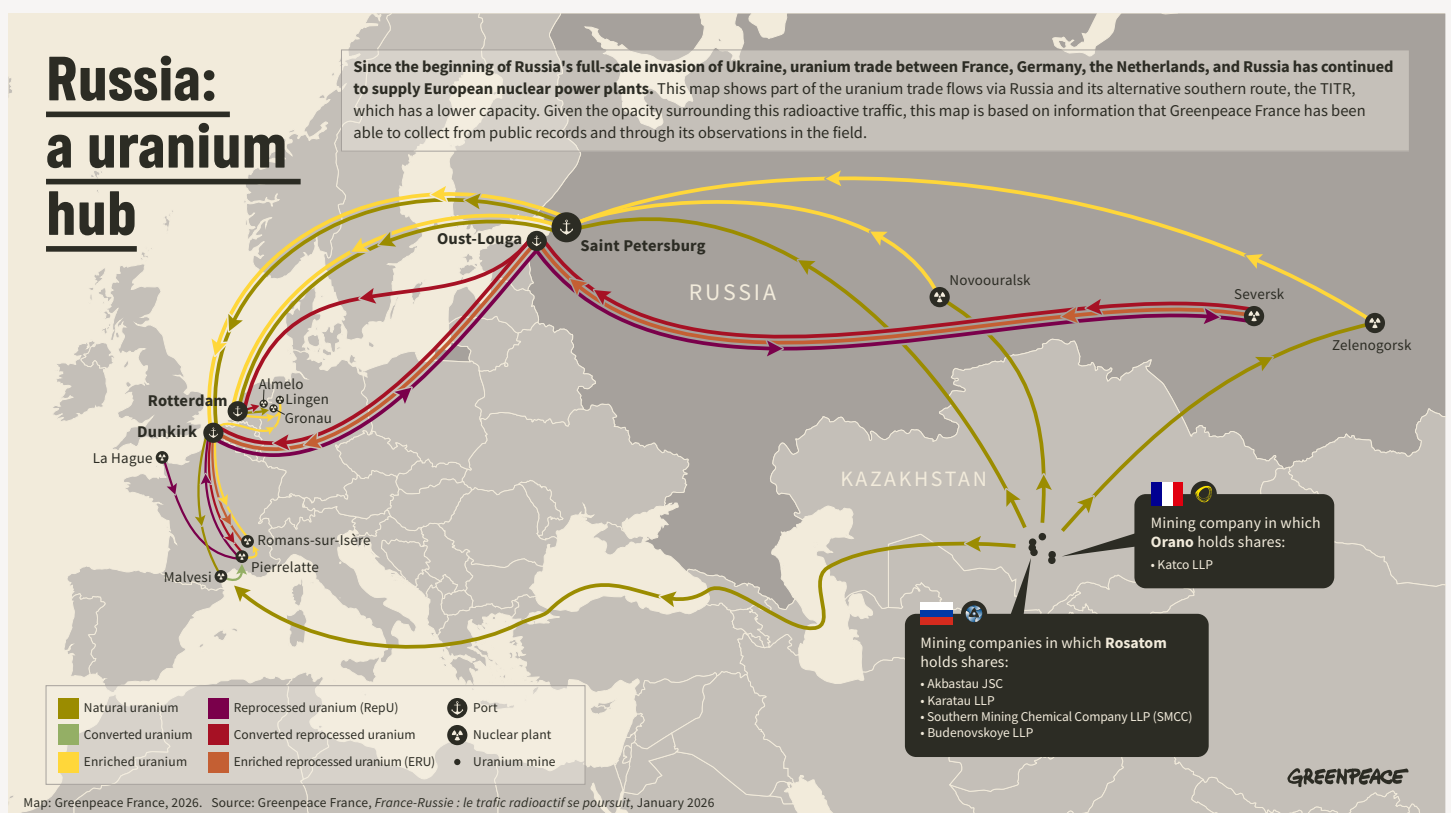 Russia:
a uranium
hub
Since the beginning of Russia's full-scale invasion of Ukraine, uranium trade between France, Germany, the Netherlands, and Russia has continued
to supply European nuclear power plants. This map shows part of the uranium trade flows via Russia and its alternative southern route, the TITR,
which has a lower capacity. Given the opacity surrounding this radioactive traffic, this map is based on information that Greenpeace France has been
able to collect from public records and through its observations in the field.
Oust-Louga
Saint Petersburg
RUSSIA
Novoouralsk
Seversk
Zelenogorsk
Almelo
Rotterdam
Lingen
Gronau
Dunkirk
La Hague
KAZAKHSTAN
Romans-sur-Isère
Pierrelatte
Malvesi
Mining company in which
Orano holds shares:
• Katco LLP
Mining companies in which Rosatom
holds shares:
• Akbastau JSC
• Karatau LLP
• Southern Mining Chemical Company LLP (SMCC)
• Budenovskoye LLP
Natural uranium
Converted uranium
Enriched uranium
Reprocessed uranium (RepU)
Converted reprocessed uranium
Enriched reprocessed uranium (ERU)
Port
Nuclear plant
Uranium mine
GREENPEACE
Map: Greenpeace France, 2026. Source: Greenpeace France, France-Russie : le trafic radioactif se poursuit, January 2026